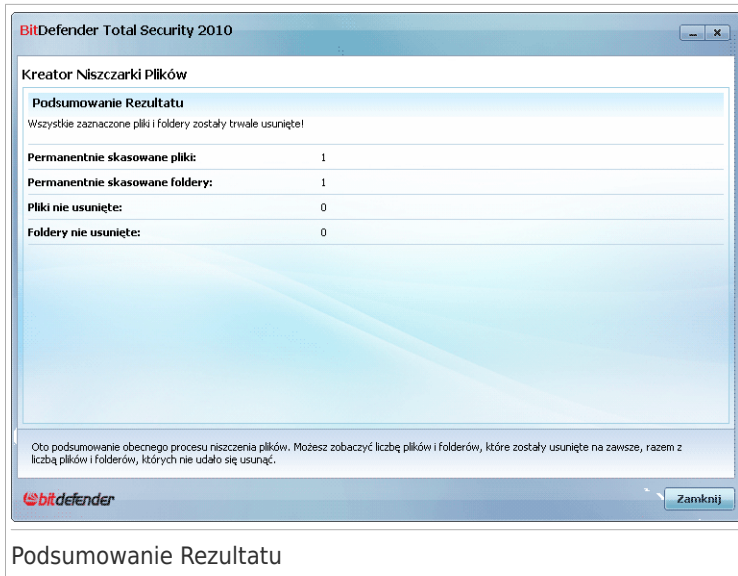 BitDefender Total Security 2010
Kreator Niszczarki Plików
Podsumowanie Rezultatu
Wszystkie zaznaczone pliki i foldery zostały trwale usunięte!
Permanentnie skasowane pliki: 1
Permanentnie skasowane foldery: 1
Pliki nie usunięte: 0
Foldery nie usunięte: 0
Oto podsumowanie obecnego procesu niszczenia plików. Możesz zobaczyć liczbę plików i folderów, które zostały usunięte na zawsze, razem z
liczbą plików i folderów, których nie udało się usunąć.
bitdefender
Zamknij
Podsumowanie Rezultatu